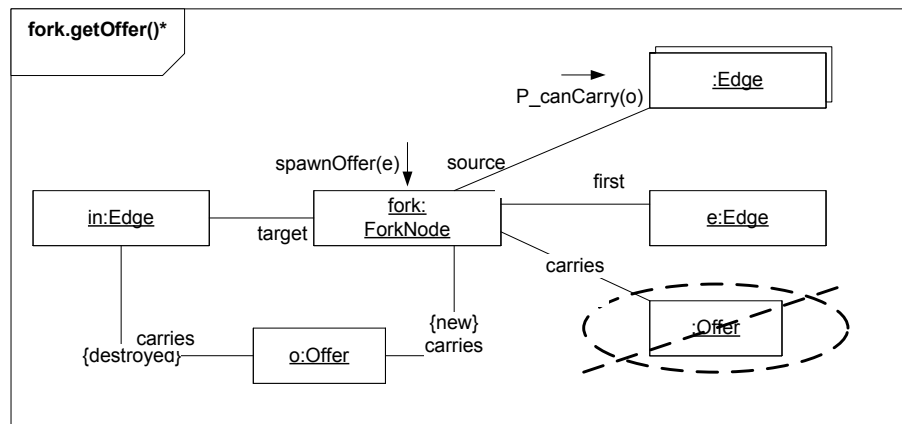 fork.getOffer()*
:Edge
P_canCarry(o)
spawnOffer(e)
source
first
in:Edge
fork:
ForkNode
e:Edge
target
carries
:Offer
{new}
carries
carries
{destroyed}
o:Offer